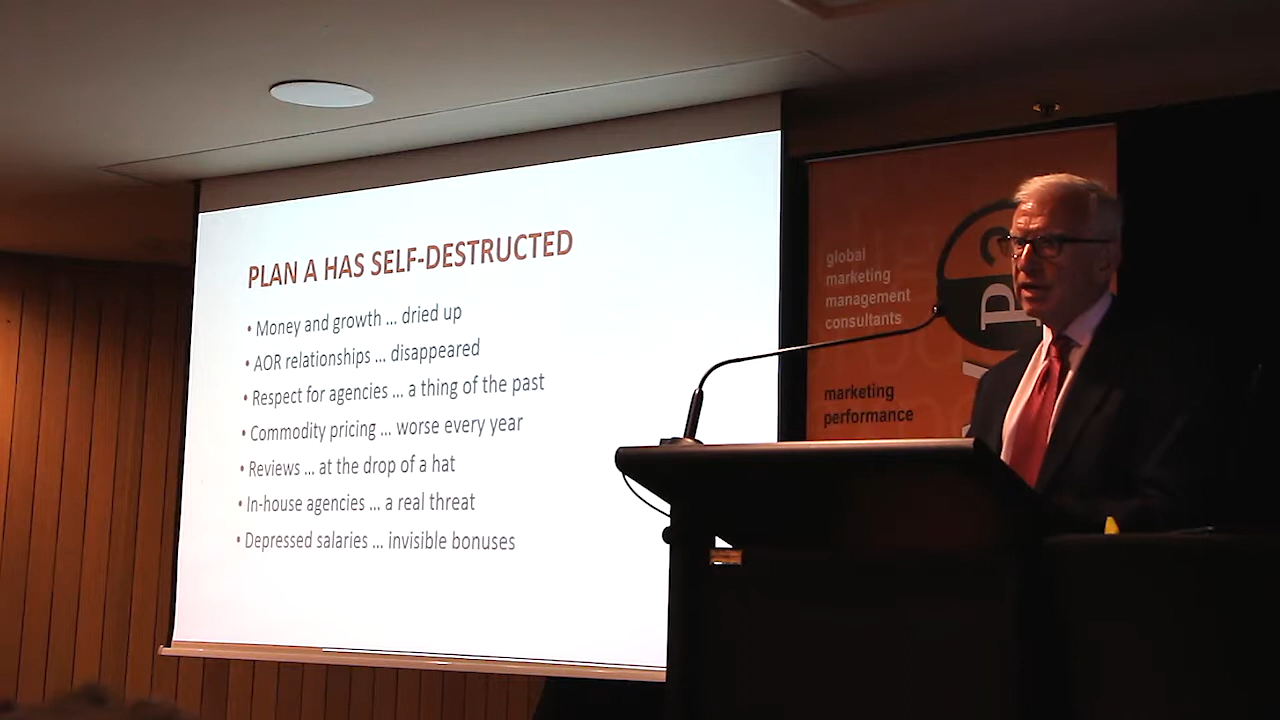 PLAN A HAS SELF-DESTRUCTED
• Money and growth ... dried up
• AOR relationships ... disappeared
• Respect for agencies ... a thing of the past
• Commodity pricing ... worse every year
• Reviews ... at the drop of a hat
• In-house agencies ... a real threat
• Depressed salaries ... invisible bonuses
global
marketing
management
consultants
marketing
performance
P3